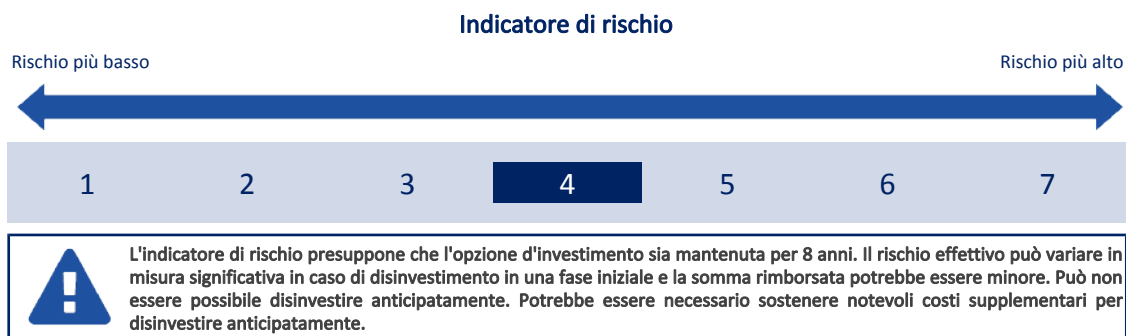 Indicatore di rischio
Rischio più basso Rischio più alto
1 2 3 4 5 6 7
L'indicatore di rischio presuppone che l'opzione d'investimento sia mantenuta per 8 anni. Il rischio effettivo può variare in
misura significativa in caso di disinvestimento in una fase iniziale e la somma rimborsata potrebbe essere minore. Può non
essere possibile disinvestire anticipatamente. Potrebbe essere necessario sostenere notevoli costi supplementari per
disinvestire anticipatamente.